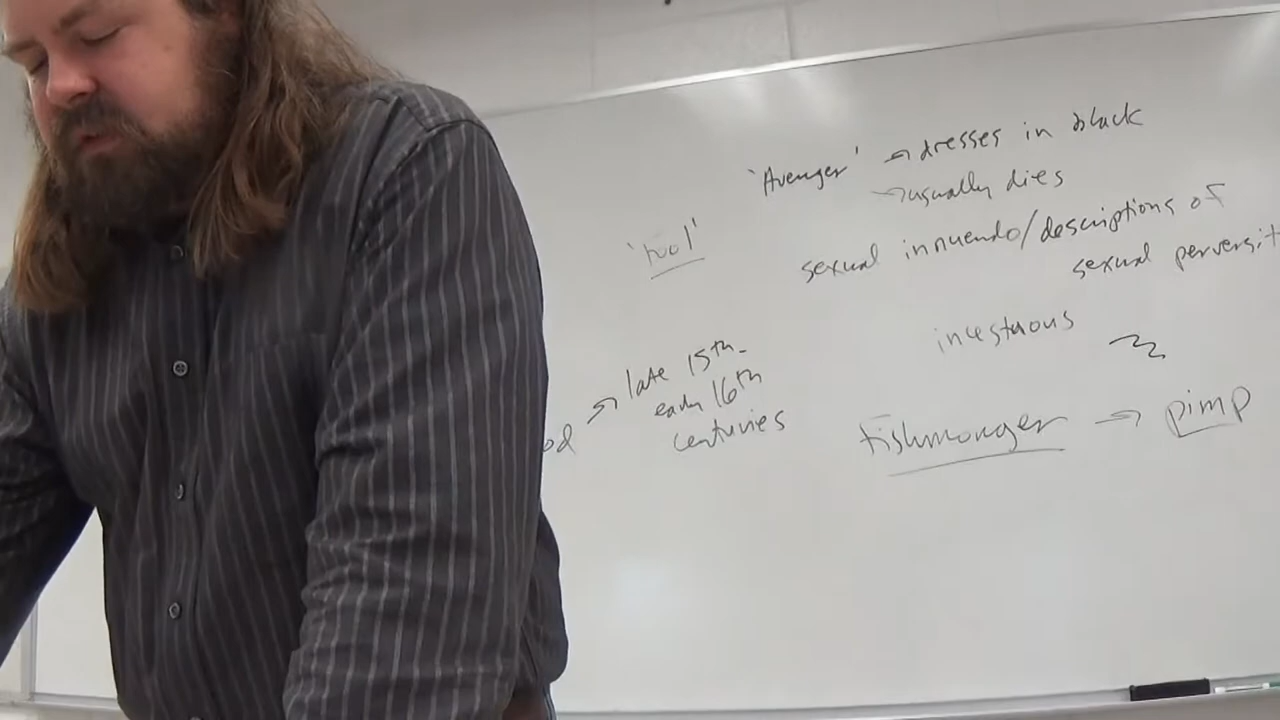 'Avenger' → dresses in black
→ usually dies
'tool'
sexual innuendo/descriptions of
sexual perversit
incestuous
late 15th-
early 16th
centuries
od →
fishmonger → pimp